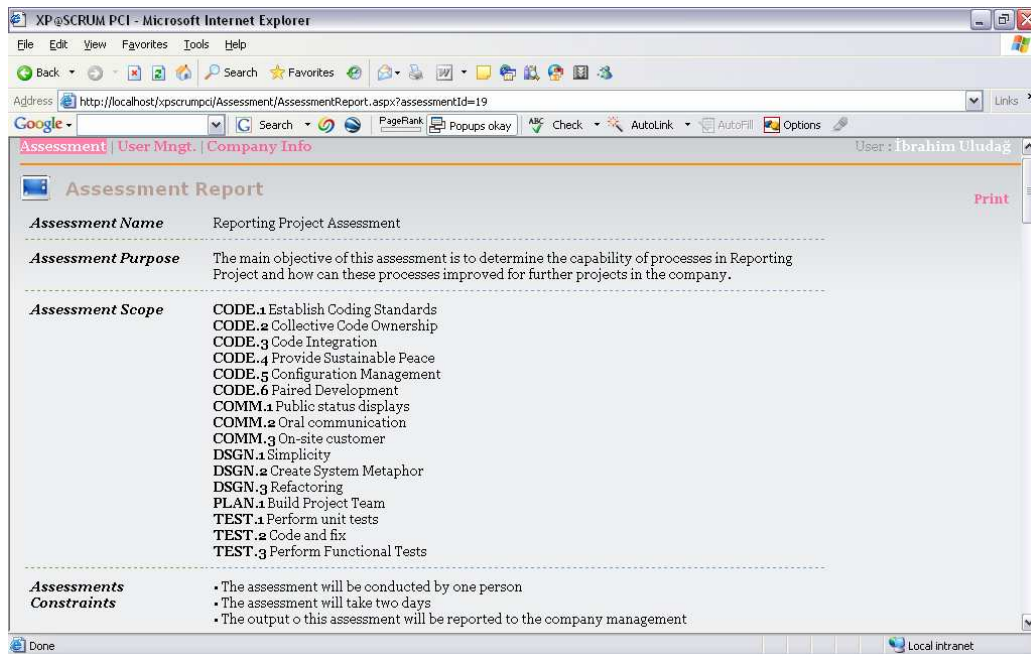 XP@SCRUM PCI - Microsoft Internet Explorer
File Edit View Favorites Tools Help
Back Search Favorites
Address http://localhost/xpscrumpci/Assessment/AssessmentReport.aspx?assessmentId=19 Links
Google Search PageRank Popups okay ABC Check AutoLink AutoFill Options
Assessment | User Mngt. | Company Info User : İbrahim Uludağ
Assessment Report
Print
Assessment Name Reporting Project Assessment
Assessment Purpose The main objective of this assessment is to determine the capability of processes in Reporting
Project and how can these processes improved for further projects in the company.
Assessment Scope CODE.1 Establish Coding Standards
CODE.2 Collective Code Ownership
CODE.3 Code Integration
CODE.4 Provide Sustainable Peace
CODE.5 Configuration Management
CODE.6 Paired Development
COMM.1 Public status displays
COMM.2 Oral communication
COMM.3 On-site customer
DSGN.1 Simplicity
DSGN.2 Create System Metaphor
DSGN.3 Refactoring
PLAN.1 Build Project Team
TEST.1 Perform unit tests
TEST.2 Code and fix
TEST.3 Perform Functional Tests
Assessments • The assessment will be conducted by one person
Constraints • The assessment will take two days
• The output o this assessment will be reported to the company management
Done Local intranet